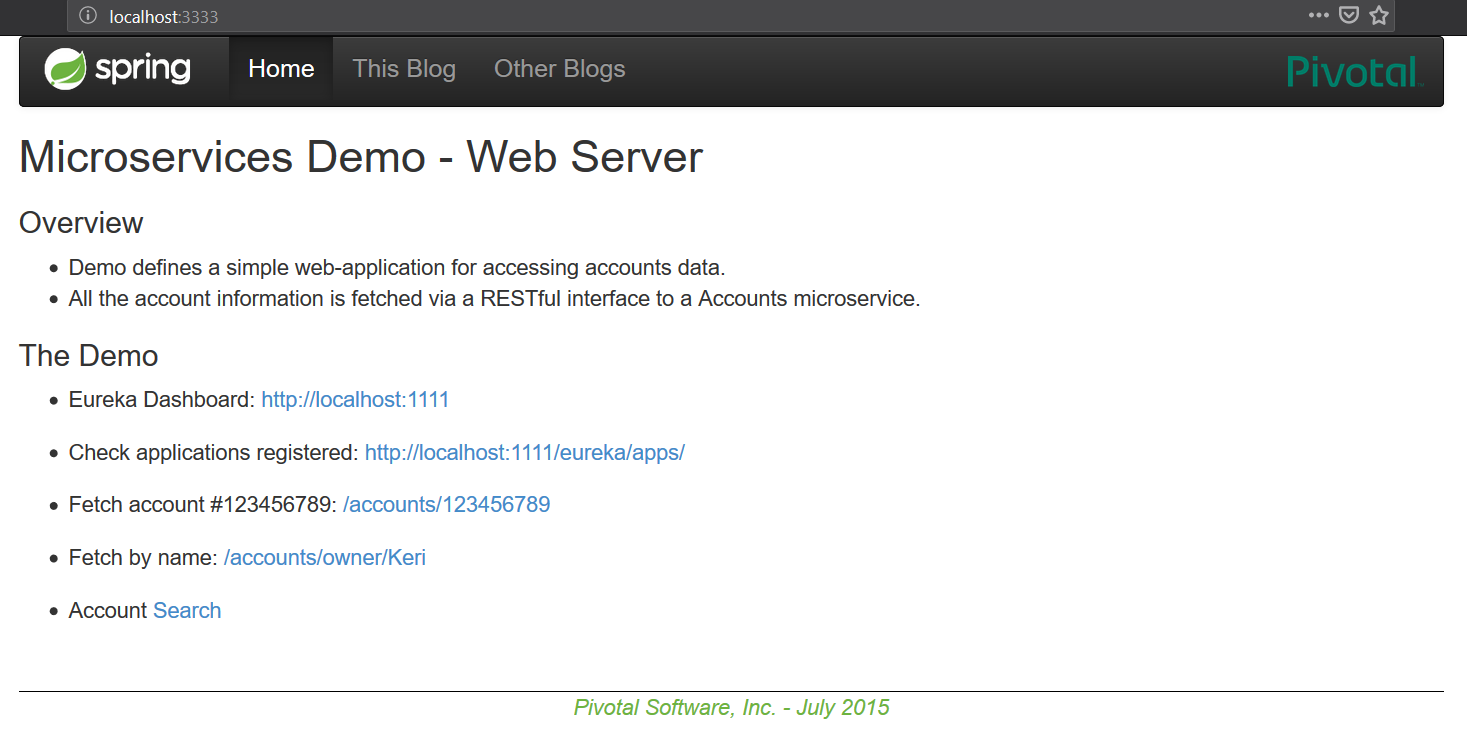 localhost:3333
spring Home This Blog Other Blogs Pivotal™
Microservices Demo - Web Server
Overview
• Demo defines a simple web-application for accessing accounts data.
• All the account information is fetched via a RESTful interface to a Accounts microservice.
The Demo
• Eureka Dashboard: http://localhost:1111
• Check applications registered: http://localhost:1111/eureka/apps/
• Fetch account #123456789: /accounts/123456789
• Fetch by name: /accounts/owner/Keri
• Account Search
Pivotal Software, Inc. - July 2015